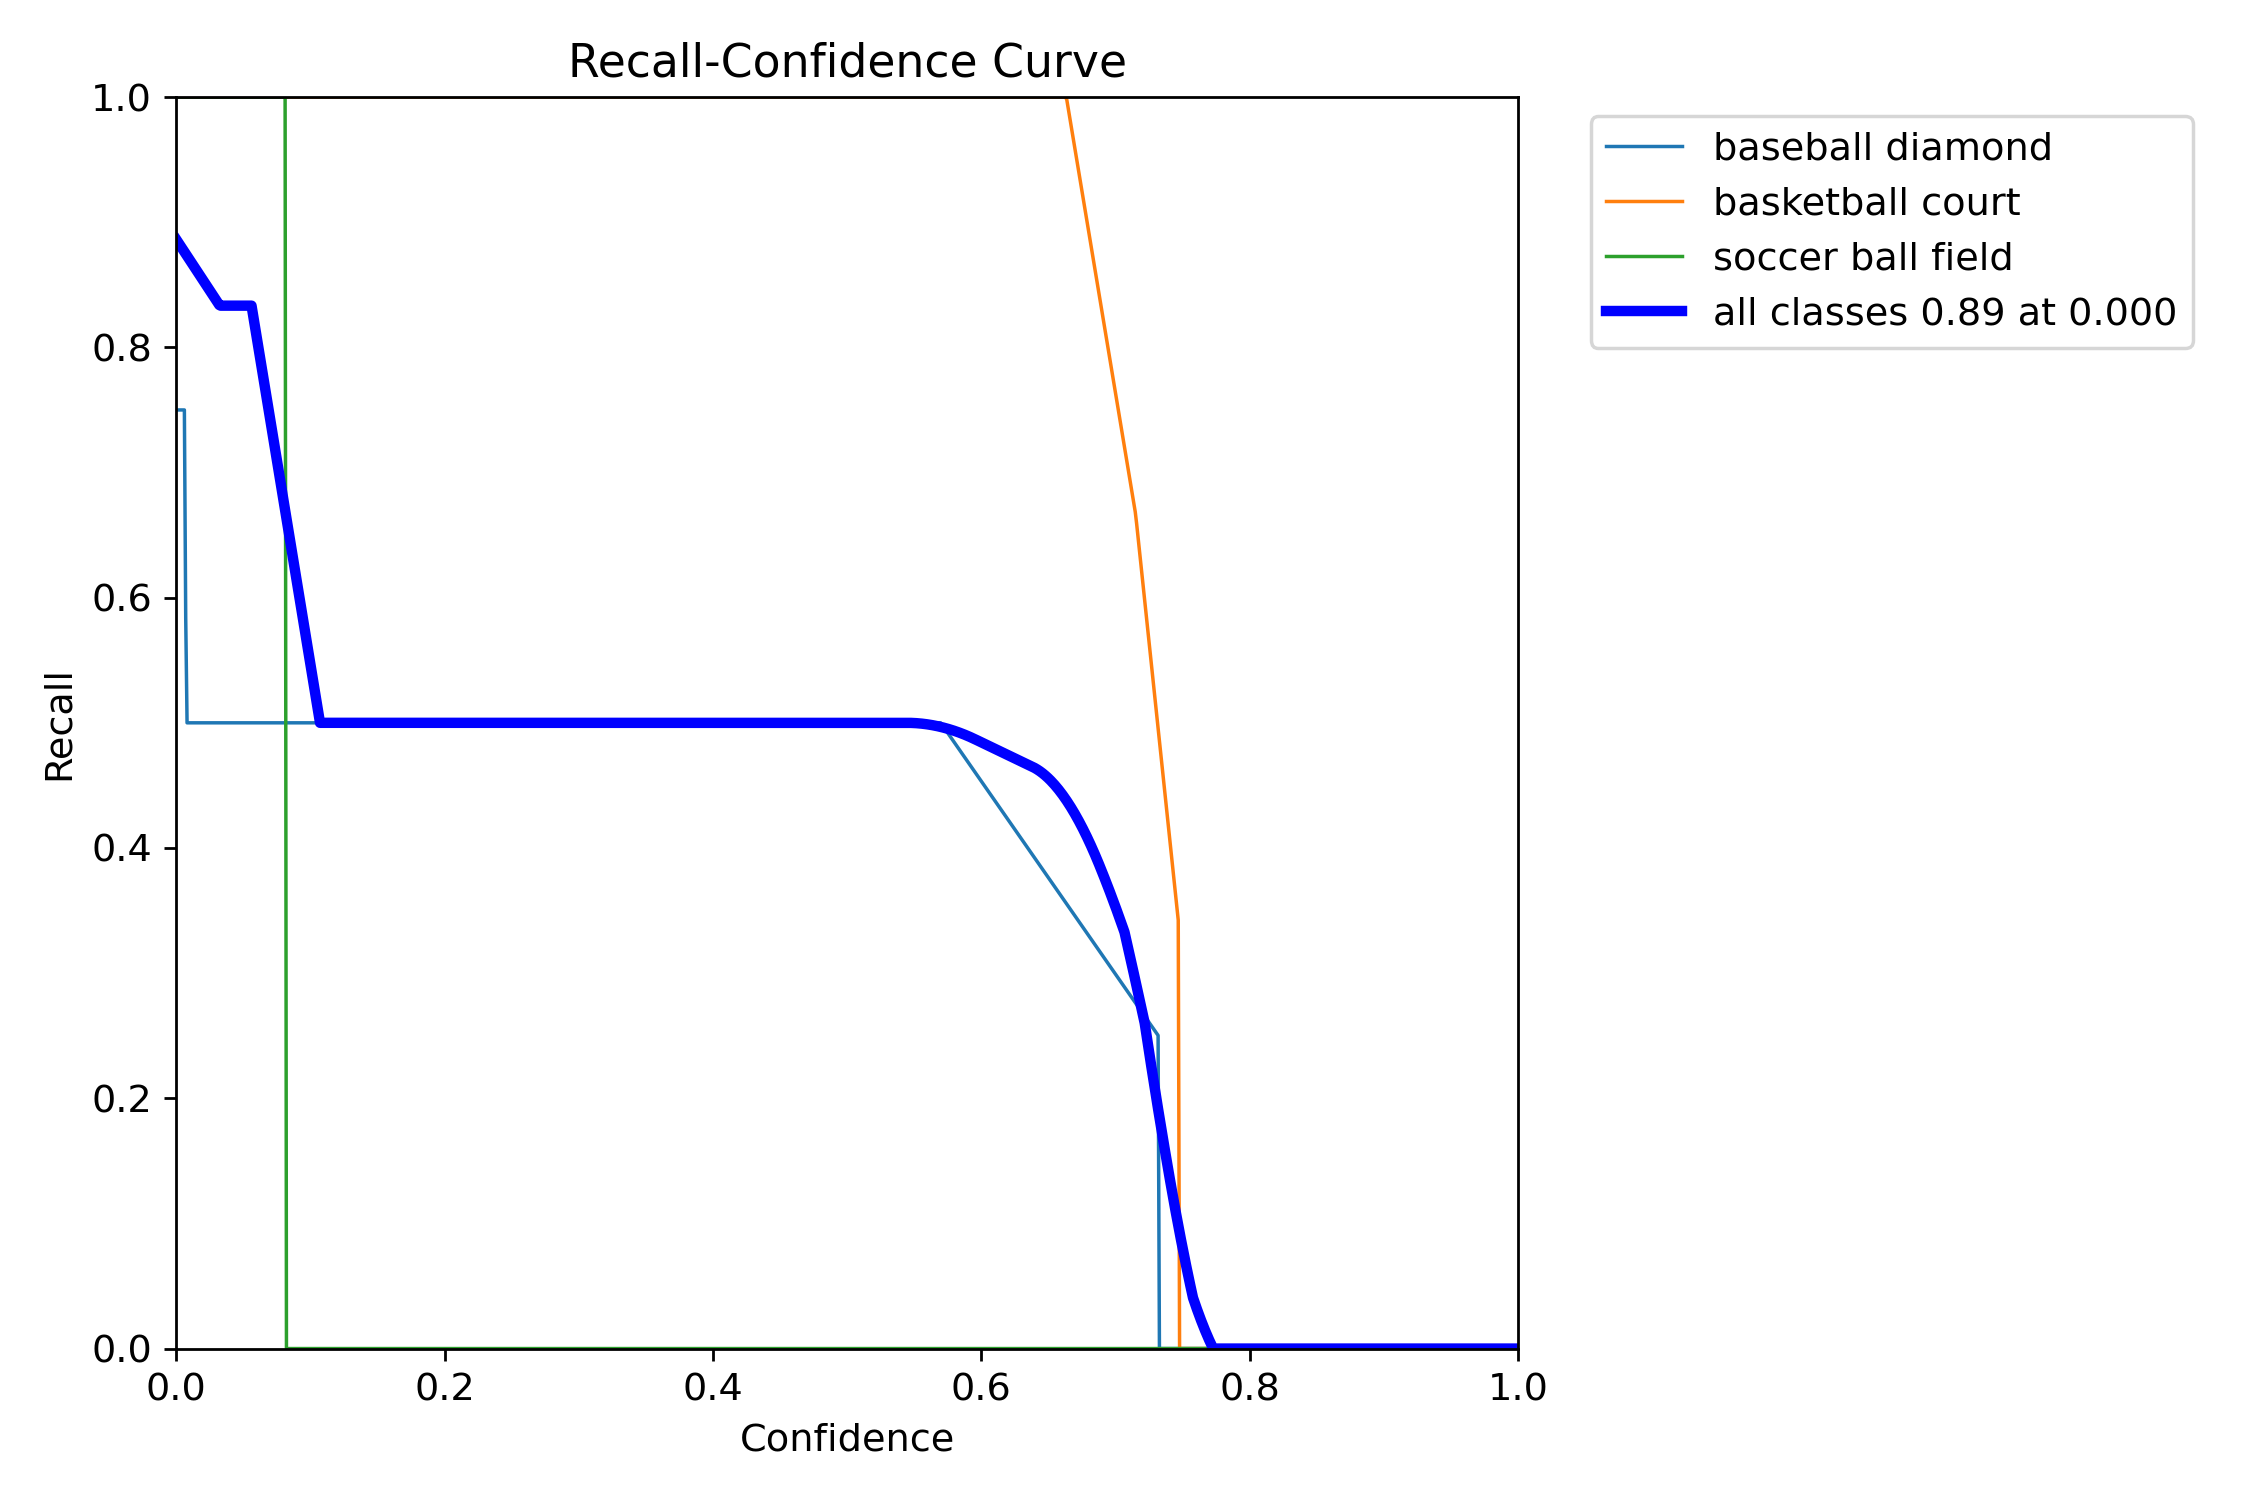 Recall-Confidence Curve
1.0
0.8
0.6
0.4
0.2
0.0
Recall
0.0 0.2 0.4 0.6 0.8 1.0
Confidence
baseball diamond
basketball court
soccer ball field
all classes 0.89 at 0.000